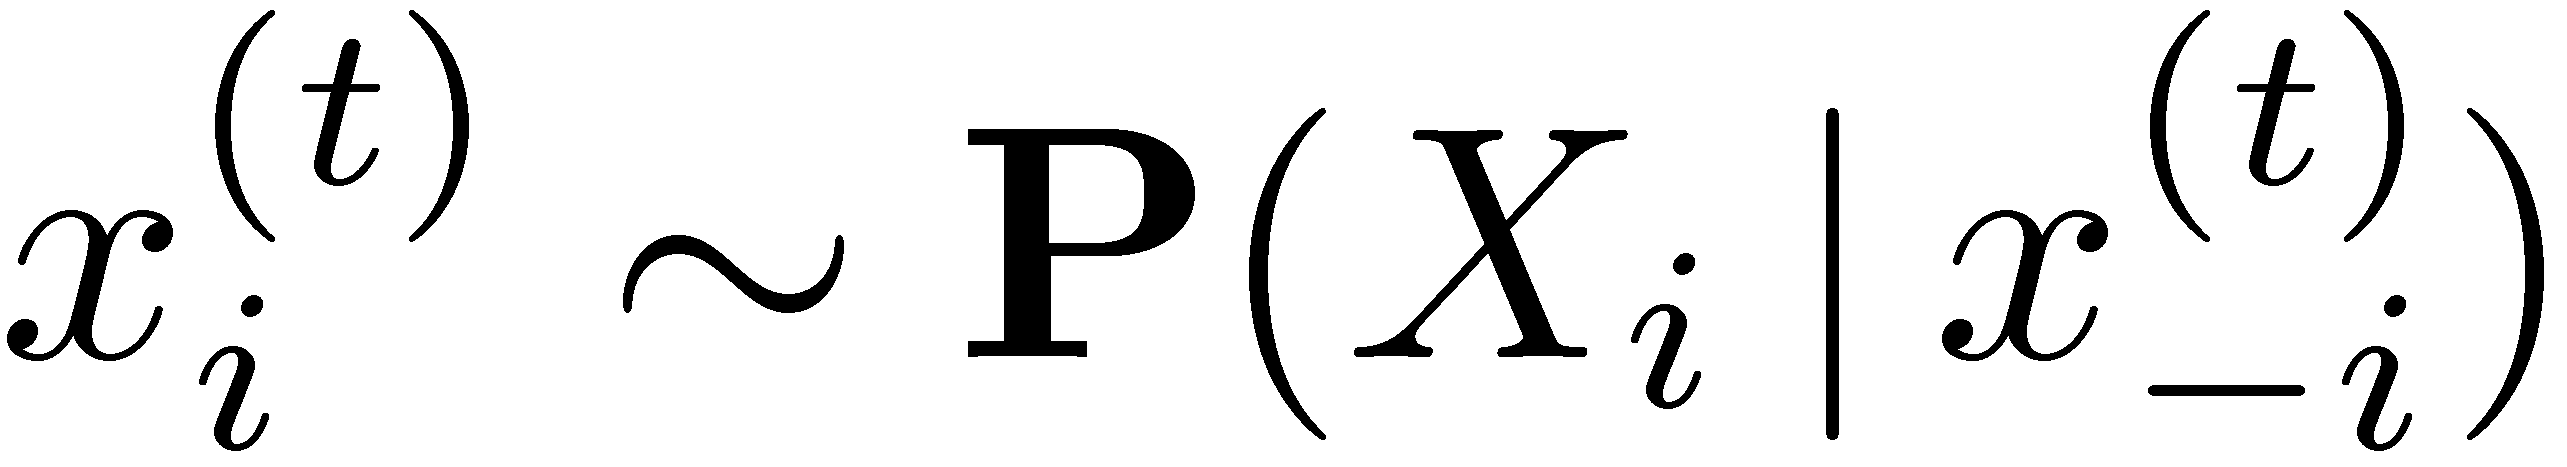 $x_i^{(t)} \sim \mathbf{P}(X_i \mid x_{-i}^{(t)})$